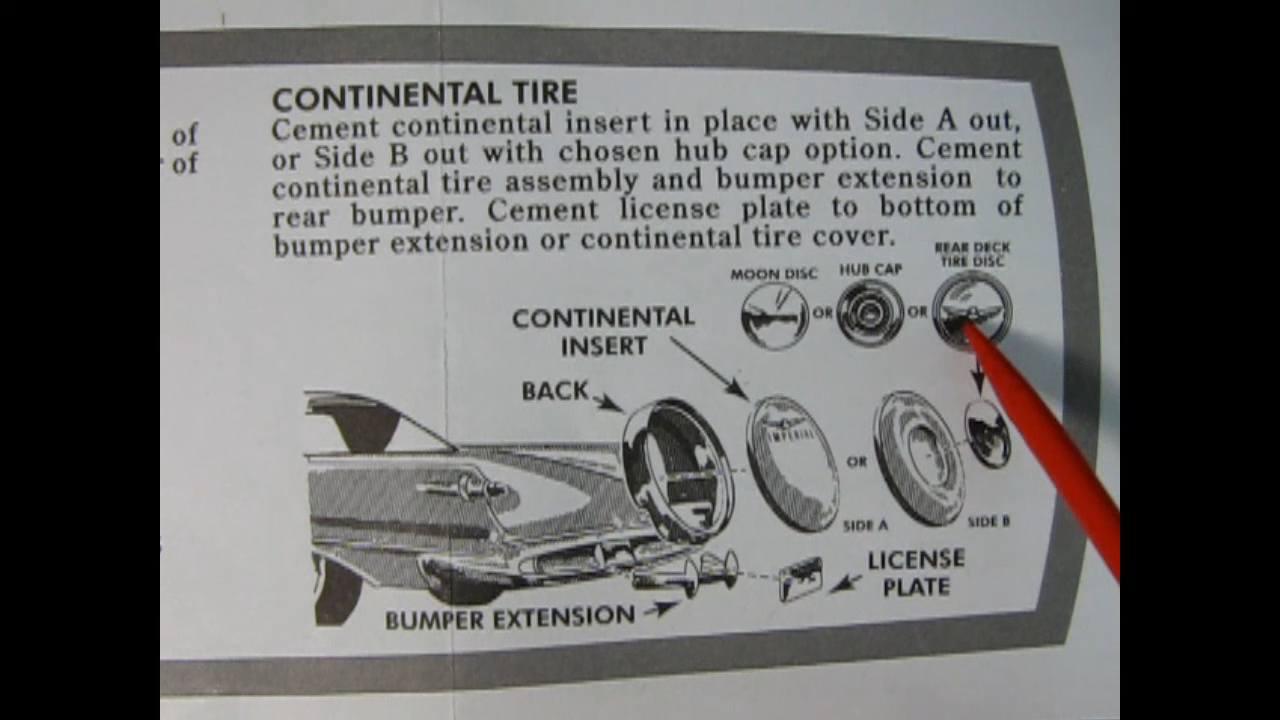 of
of
CONTINENTAL TIRE
Cement continental insert in place with Side A out,
or Side B out with chosen hub cap option. Cement
continental tire assembly and bumper extension to
rear bumper. Cement license plate to bottom of
bumper extension or continental tire cover.
REAR DECK
TIRE DISC
MOON DISC
HUB CAP
OR
OR
CONTINENTAL
INSERT
BACK
IMPERIAL
OR
SIDE A
SIDE B
LICENSE
PLATE
BUMPER EXTENSION